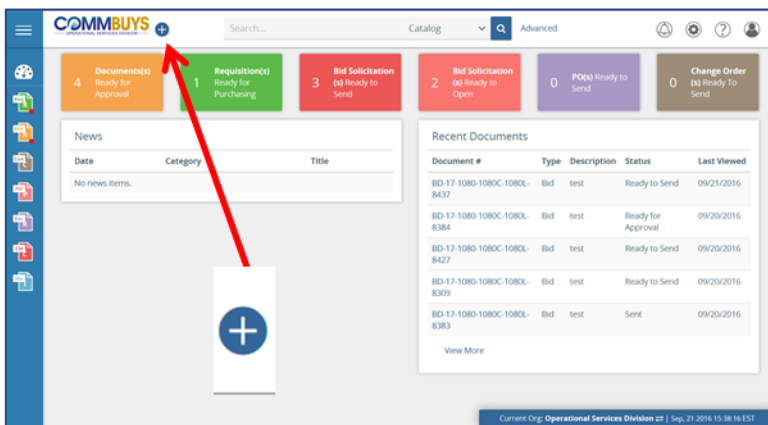 COMMBUYS
OPERATIONAL SERVICES DIVISION
Search...
Catalog
Advanced
4 Documents(s) Ready for Approval
1 Requisition(s) Ready for Purchasing
3 Bid Solicitation (s) Ready to Send
2 Bid Solicitation (s) Ready to Open
0 PO(s) Ready to Send
0 Change Order (s) Ready To Send
News
Date Category Title
No news items.
Recent Documents
Document # Type Description Status Last Viewed
BD-17-1080-1080C-1080L-8437 Bid test Ready to Send 09/21/2016
BD-17-1080-1080C-1080L-8384 Bid test Ready for Approval 09/20/2016
BD-17-1080-1080C-1080L-8427 Bid test Ready to Send 09/20/2016
BD-17-1080-1080C-1080L-8309 Bid test Ready to Send 09/20/2016
BD-17-1080-1080C-1080L-8383 Bid test Sent 09/20/2016
View More
Current Org: Operational Services Division ⇄ | Sep, 21 2016 15:38:16 EST